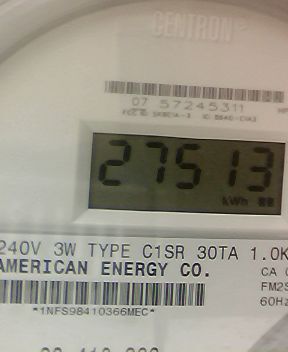 CENTRON
07 57245311
27513
kWh
240V 3W TYPE C1SR 30TA 1.0K
AMERICAN ENERGY CO.
CA
FM2S
60Hz
*1NFS98410366MEC*